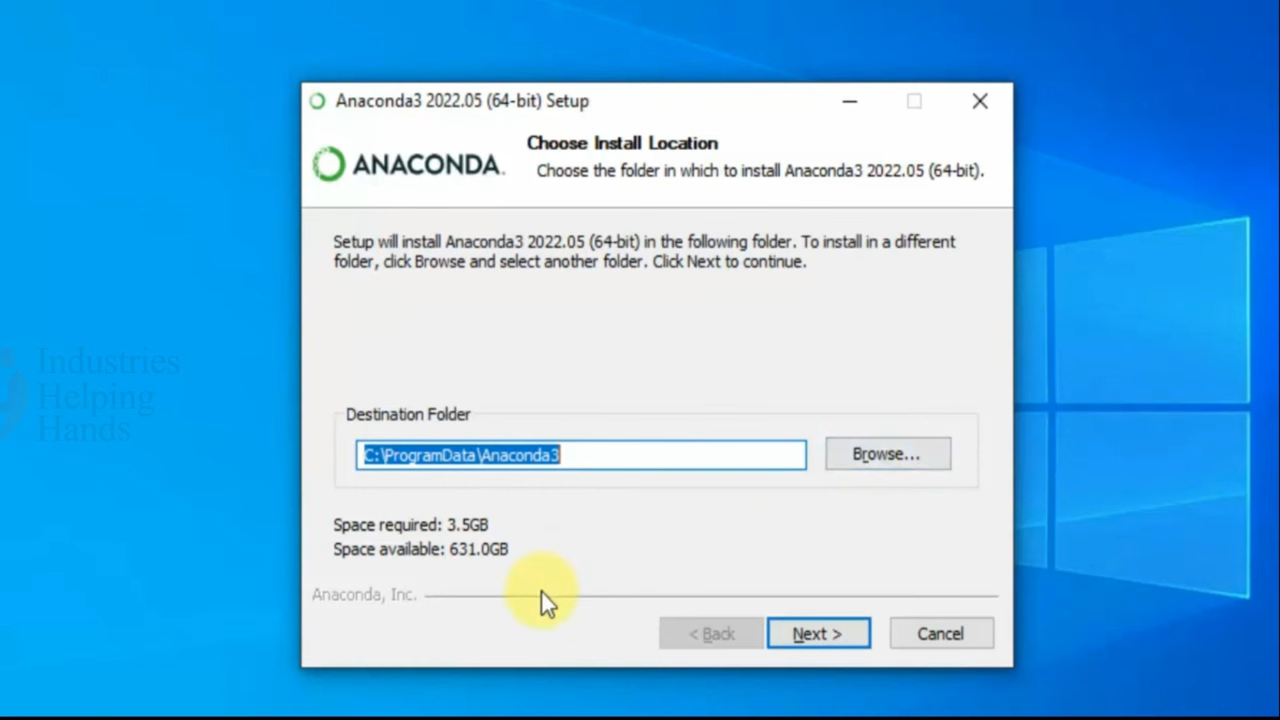 Anaconda3 2022.05 (64-bit) Setup
ANACONDA.
Choose Install Location
Choose the folder in which to install Anaconda3 2022.05 (64-bit).
Setup will install Anaconda3 2022.05 (64-bit) in the following folder. To install in a different
folder, click Browse and select another folder. Click Next to continue.
Industries
Helping
Hands
Destination Folder
C:\ProgramData\Anaconda3
Browse...
Space required: 3.5GB
Space available: 631.0GB
Anaconda, Inc.
< Back
Next >
Cancel